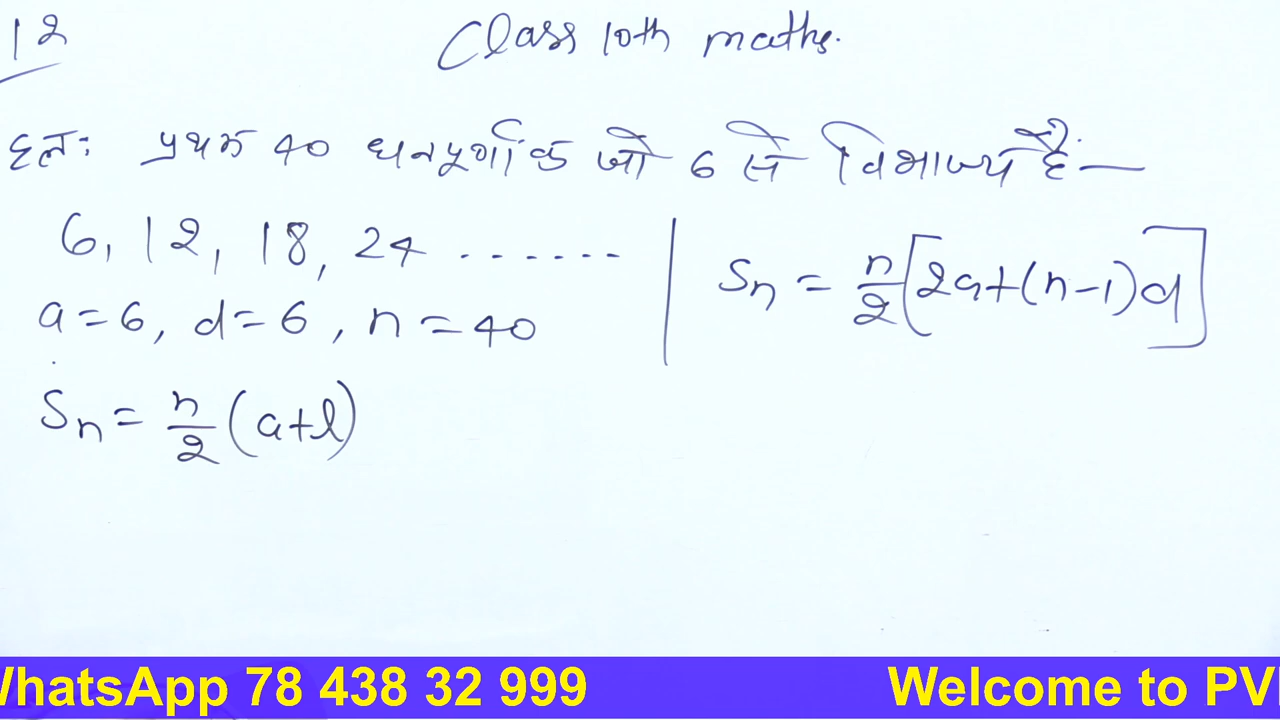 12
Class 10th maths.
हल: प्रथम 40 धनपूर्णांक जो 6 से विभाज्य हैं —
6, 12, 18, 24 .......
a = 6, d = 6, n = 40
Sn = n/2 (a+l)
Sn = n/2 [2a+(n-1)d]
WhatsApp 78 438 32 999
Welcome to PV